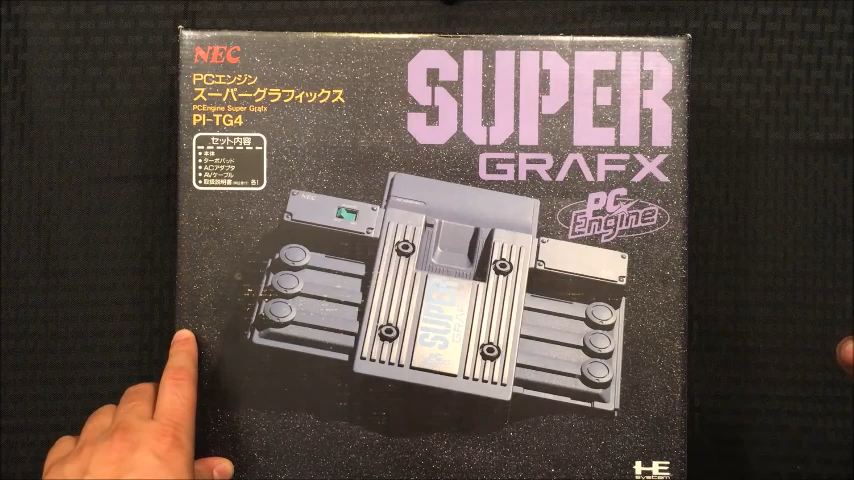 NEC
PCエンジン
スーパーグラフィックス
PCEngine Super Grafx
PI-TG4
セット内容
● 本体
● ターボパッド
● ACアダプタ
● AVケーブル
● 取扱説明書 各1
SUPER
GRAFX
PC
Engine
NEC
SUPER
GRAFX
HE
SYSTEM